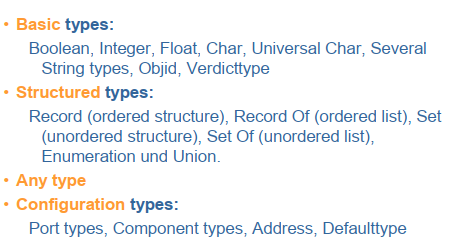 • Basic types:
Boolean, Integer, Float, Char, Universal Char, Several
String types, Objid, Verdicttype
• Structured types:
Record (ordered structure), Record Of (ordered list), Set
(unordered structure), Set Of (unordered list),
Enumeration und Union.
• Any type
• Configuration types:
Port types, Component types, Address, Defaulttype